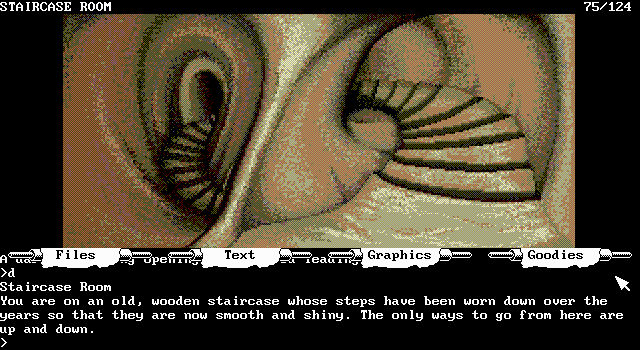 STAIRCASE ROOM 75/124
Files Text Graphics Goodies
>d
Staircase Room
You are on an old, wooden staircase whose steps have been worn down over the
years so that they are now smooth and shiny. The only ways to go from here are
up and down.
>